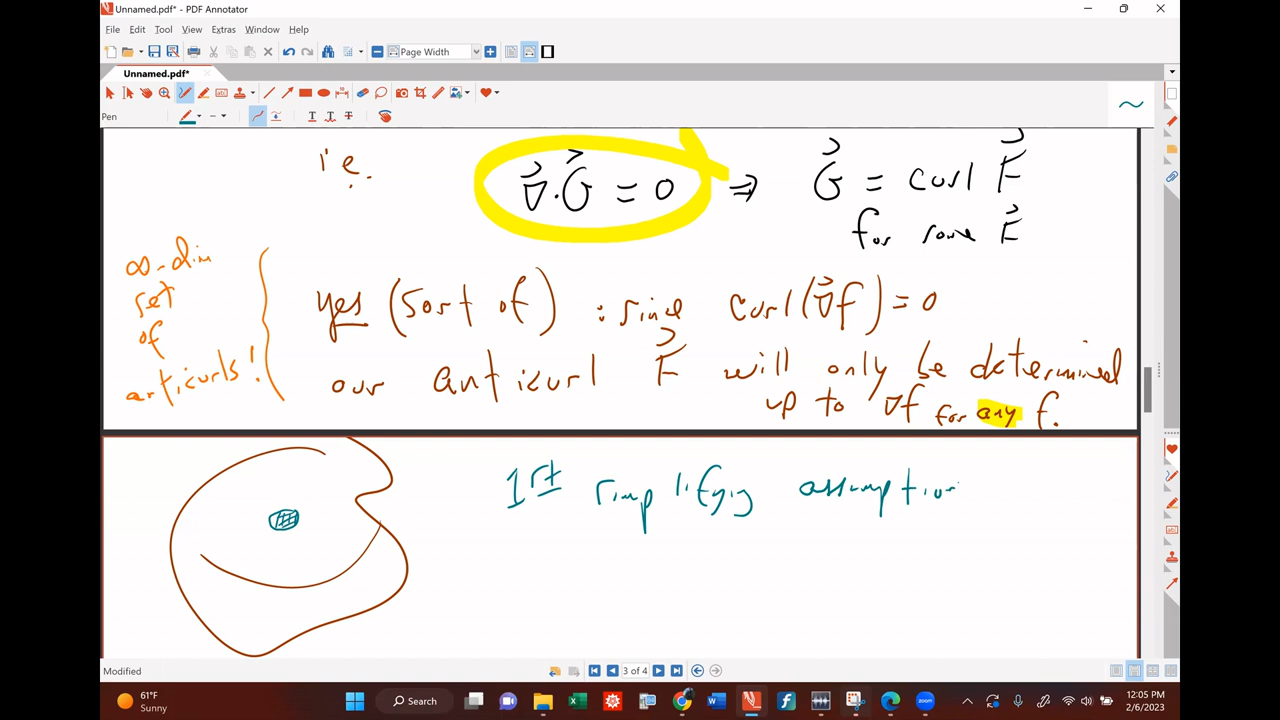 Unnamed.pdf* - PDF Annotator
File Edit Tool View Extras Window Help
Page Width
Unnamed.pdf*
Pen
i.e.
∇⃗·G⃗ = 0 ⇒ G⃗ = curl F⃗
for some F⃗
∞-dim
set
of
anticurls!
yes (sort of) : since curl(∇⃗f) = 0
our anticurl F⃗ will only be determined
up to ∇f for any f.
1st simplifying assumption
Modified
3 of 4
61°F
Sunny
Search
12:05 PM
2/6/2023